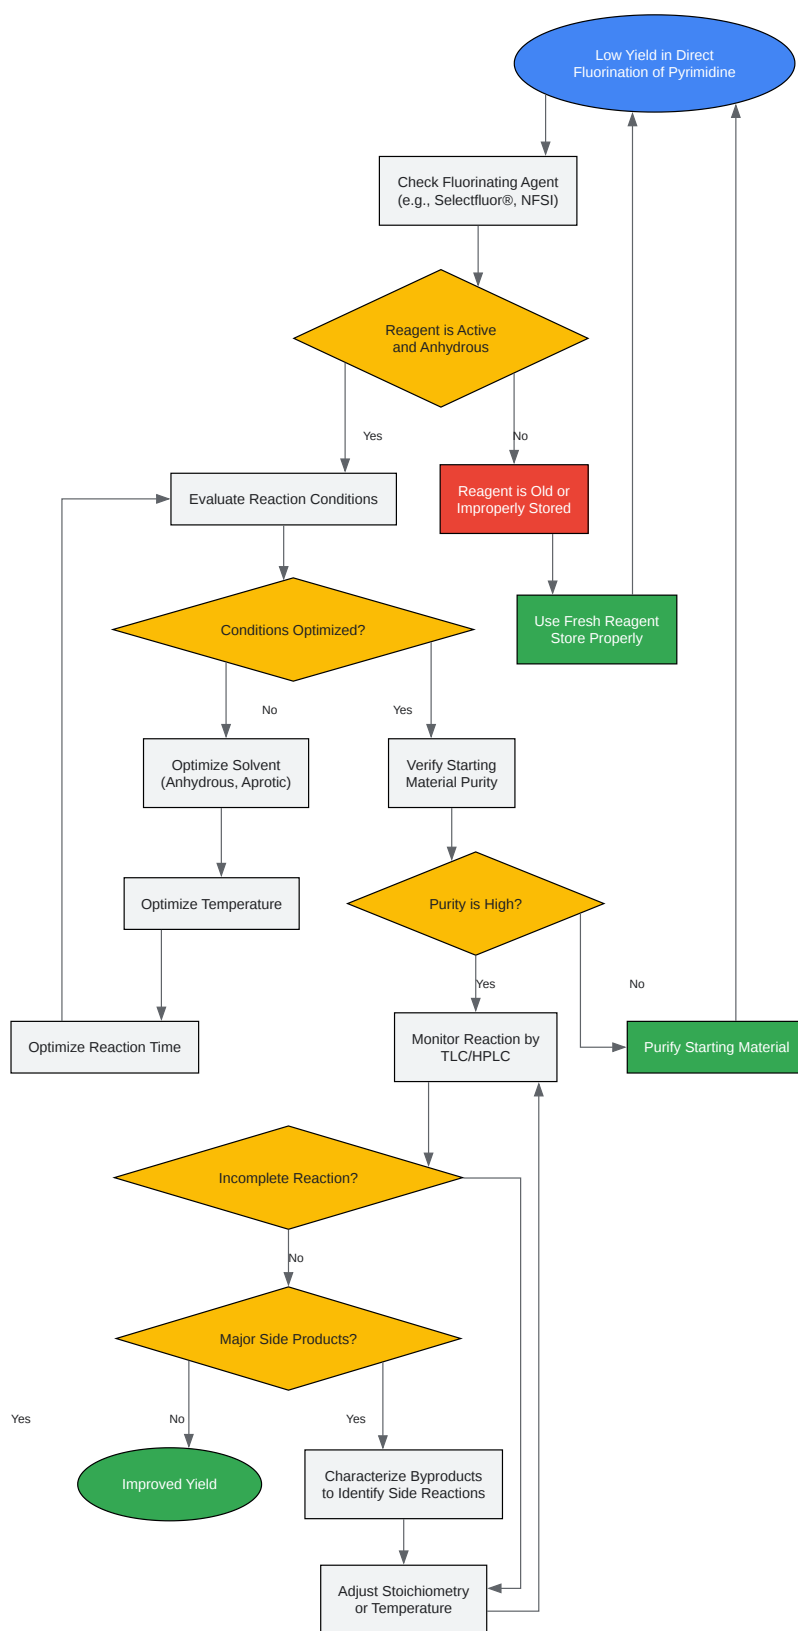 Low Yield in Direct
Fluorination of Pyrimidine
Check Fluorinating Agent
(e.g., Selectfluor®, NFSI)
Reagent is Active
and Anhydrous
Yes
No
Evaluate Reaction Conditions
Reagent is Old or
Improperly Stored
Conditions Optimized?
Use Fresh Reagent
Store Properly
No
Yes
Optimize Solvent
(Anhydrous, Aprotic)
Verify Starting
Material Purity
Optimize Temperature
Purity is High?
Yes
No
Optimize Reaction Time
Monitor Reaction by
TLC/HPLC
Purify Starting Material
Incomplete Reaction?
No
Major Side Products?
Yes
No
Yes
Improved Yield
Characterize Byproducts
to Identify Side Reactions
Adjust Stoichiometry
or Temperature